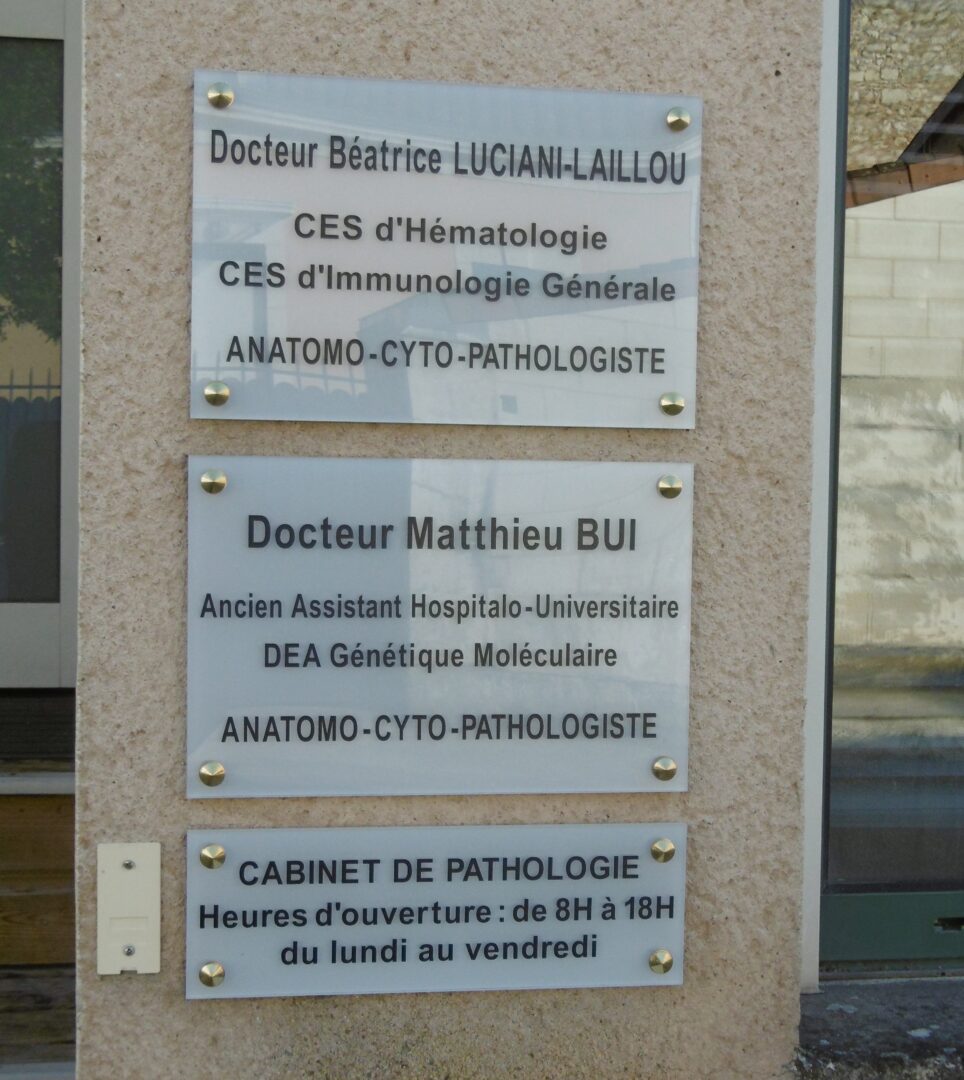 Docteur Béatrice LUCIANI-LAILLOU
CES d'Hématologie
CES d'Immunologie Générale
ANATOMO-CYTO-PATHOLOGISTE
Docteur Matthieu BUI
Ancien Assistant Hospitalo-Universitaire
DEA Génétique Moléculaire
ANATOMO-CYTO-PATHOLOGISTE
CABINET DE PATHOLOGIE
Heures d'ouverture : de 8H à 18H
du lundi au vendredi